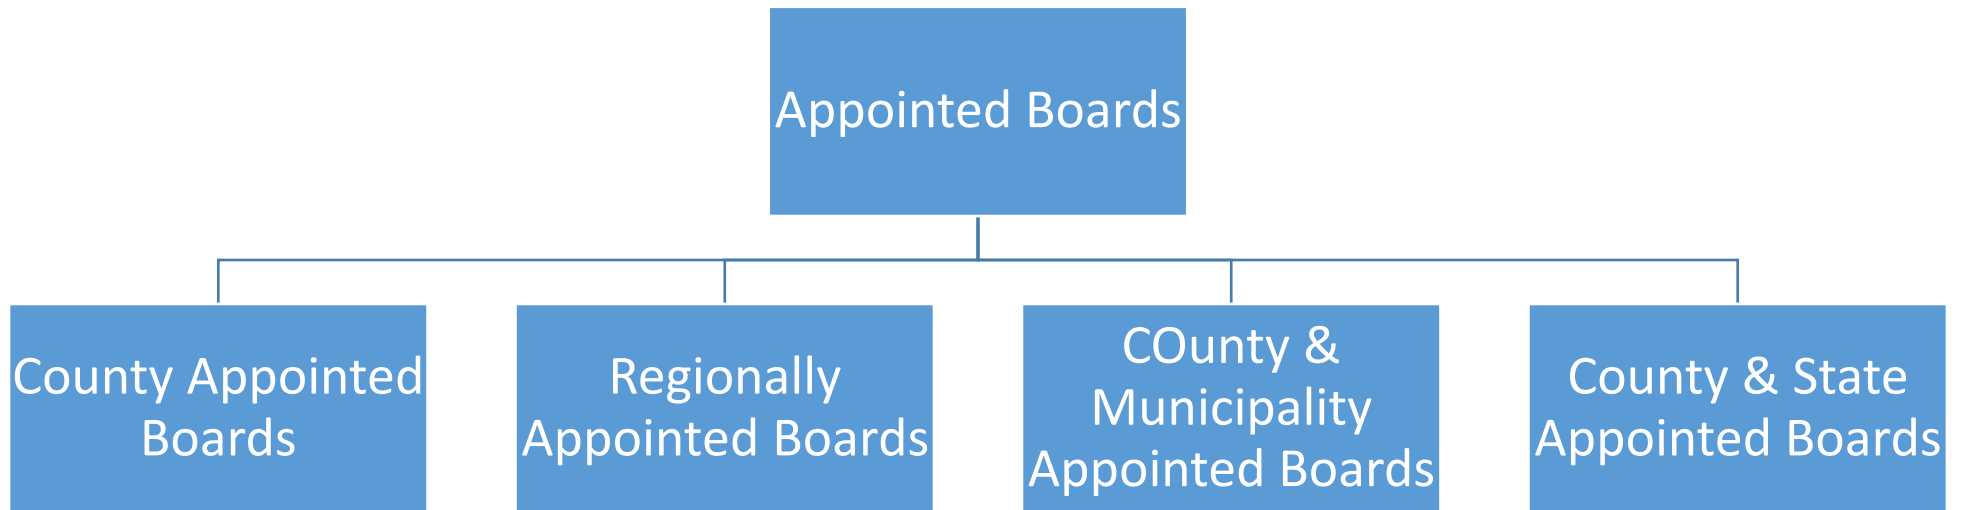 Appointed Boards
County Appointed
Boards
Regionally
Appointed Boards
COunty &
Municipality
Appointed Boards
County & State
Appointed Boards